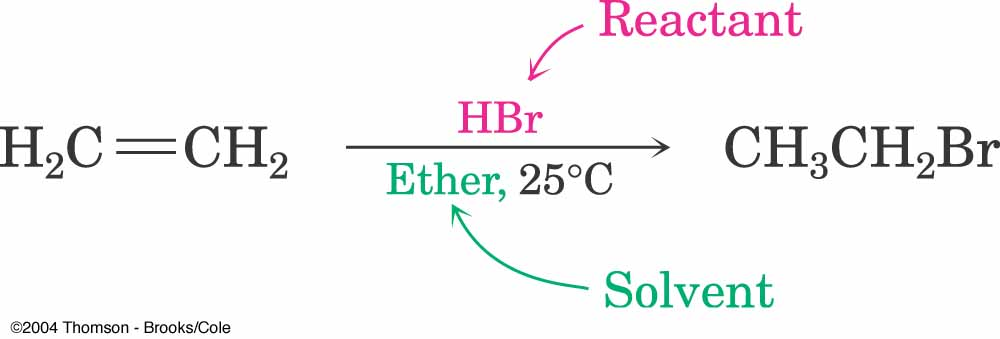 Reactant
HBr
H₂C=CH₂ CH₃CH₂Br
Ether, 25°C
Solvent
©2004 Thomson - Brooks/Cole